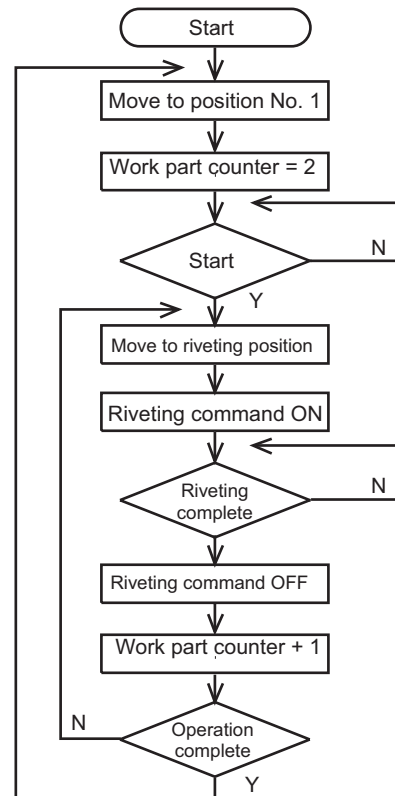 Start
Move to position No. 1
Work part counter = 2
Start
N
Y
Move to riveting position
Riveting command ON
Riveting
complete
N
Riveting command OFF
Work part counter + 1
Operation
complete
N
Y